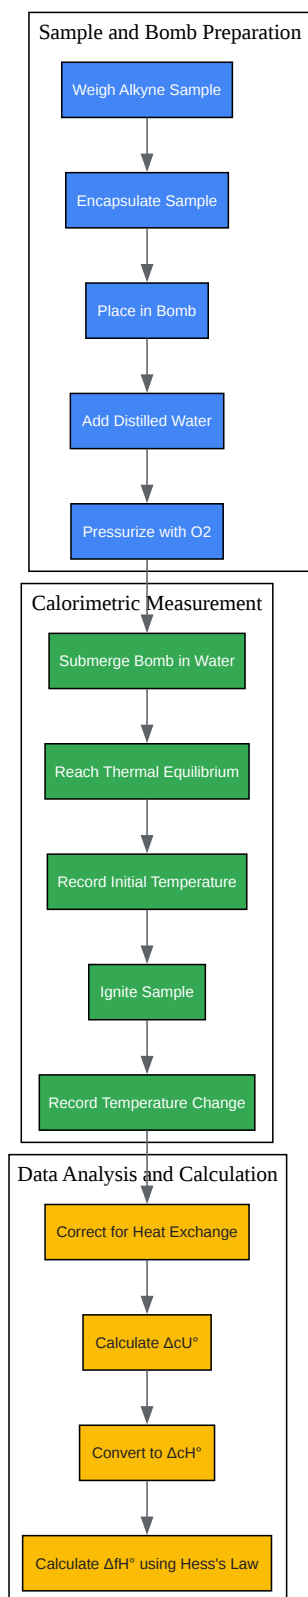 Sample and Bomb Preparation
Weigh Alkyne Sample
Encapsulate Sample
Place in Bomb
Add Distilled Water
Pressurize with O2
Calorimetric Measurement
Submerge Bomb in Water
Reach Thermal Equilibrium
Record Initial Temperature
Ignite Sample
Record Temperature Change
Data Analysis and Calculation
Correct for Heat Exchange
Calculate ΔcU°
Convert to ΔcH°
Calculate ΔfH° using Hess's Law